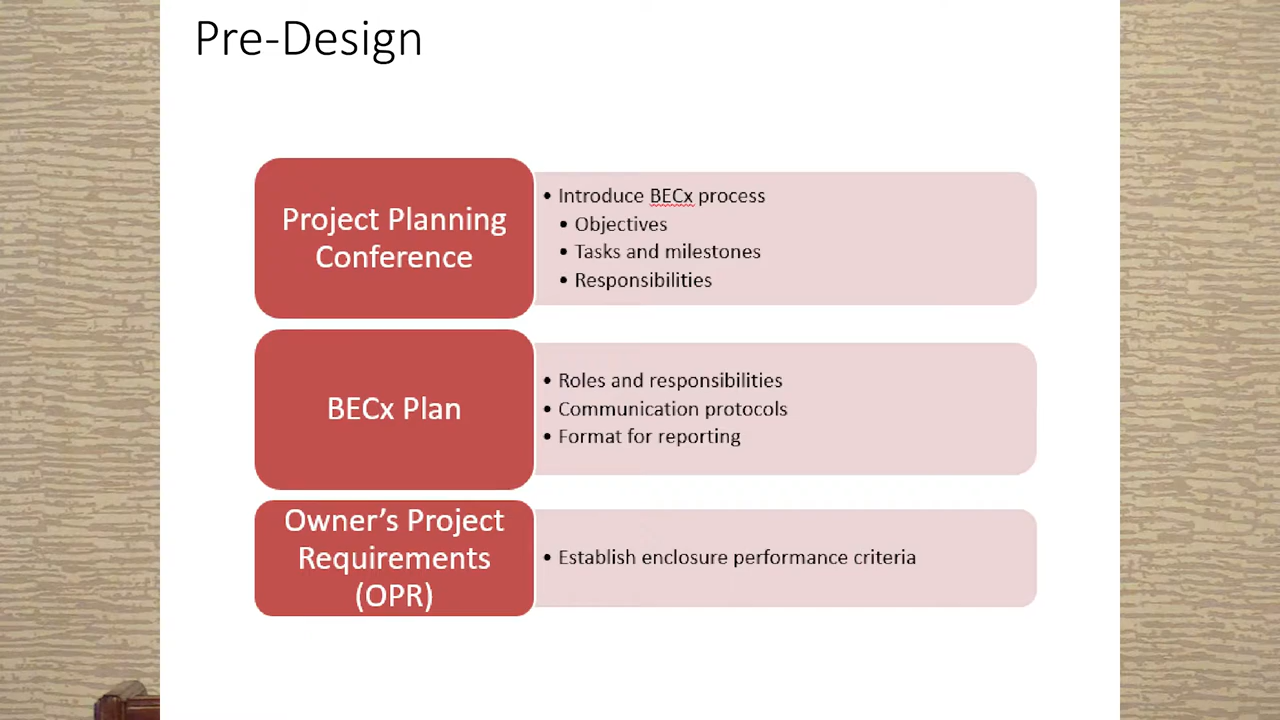 Pre-Design
Project Planning
Conference
• Introduce BECx process
• Objectives
• Tasks and milestones
• Responsibilities
BECx Plan
• Roles and responsibilities
• Communication protocols
• Format for reporting
Owner’s Project
Requirements
(OPR)
• Establish enclosure performance criteria